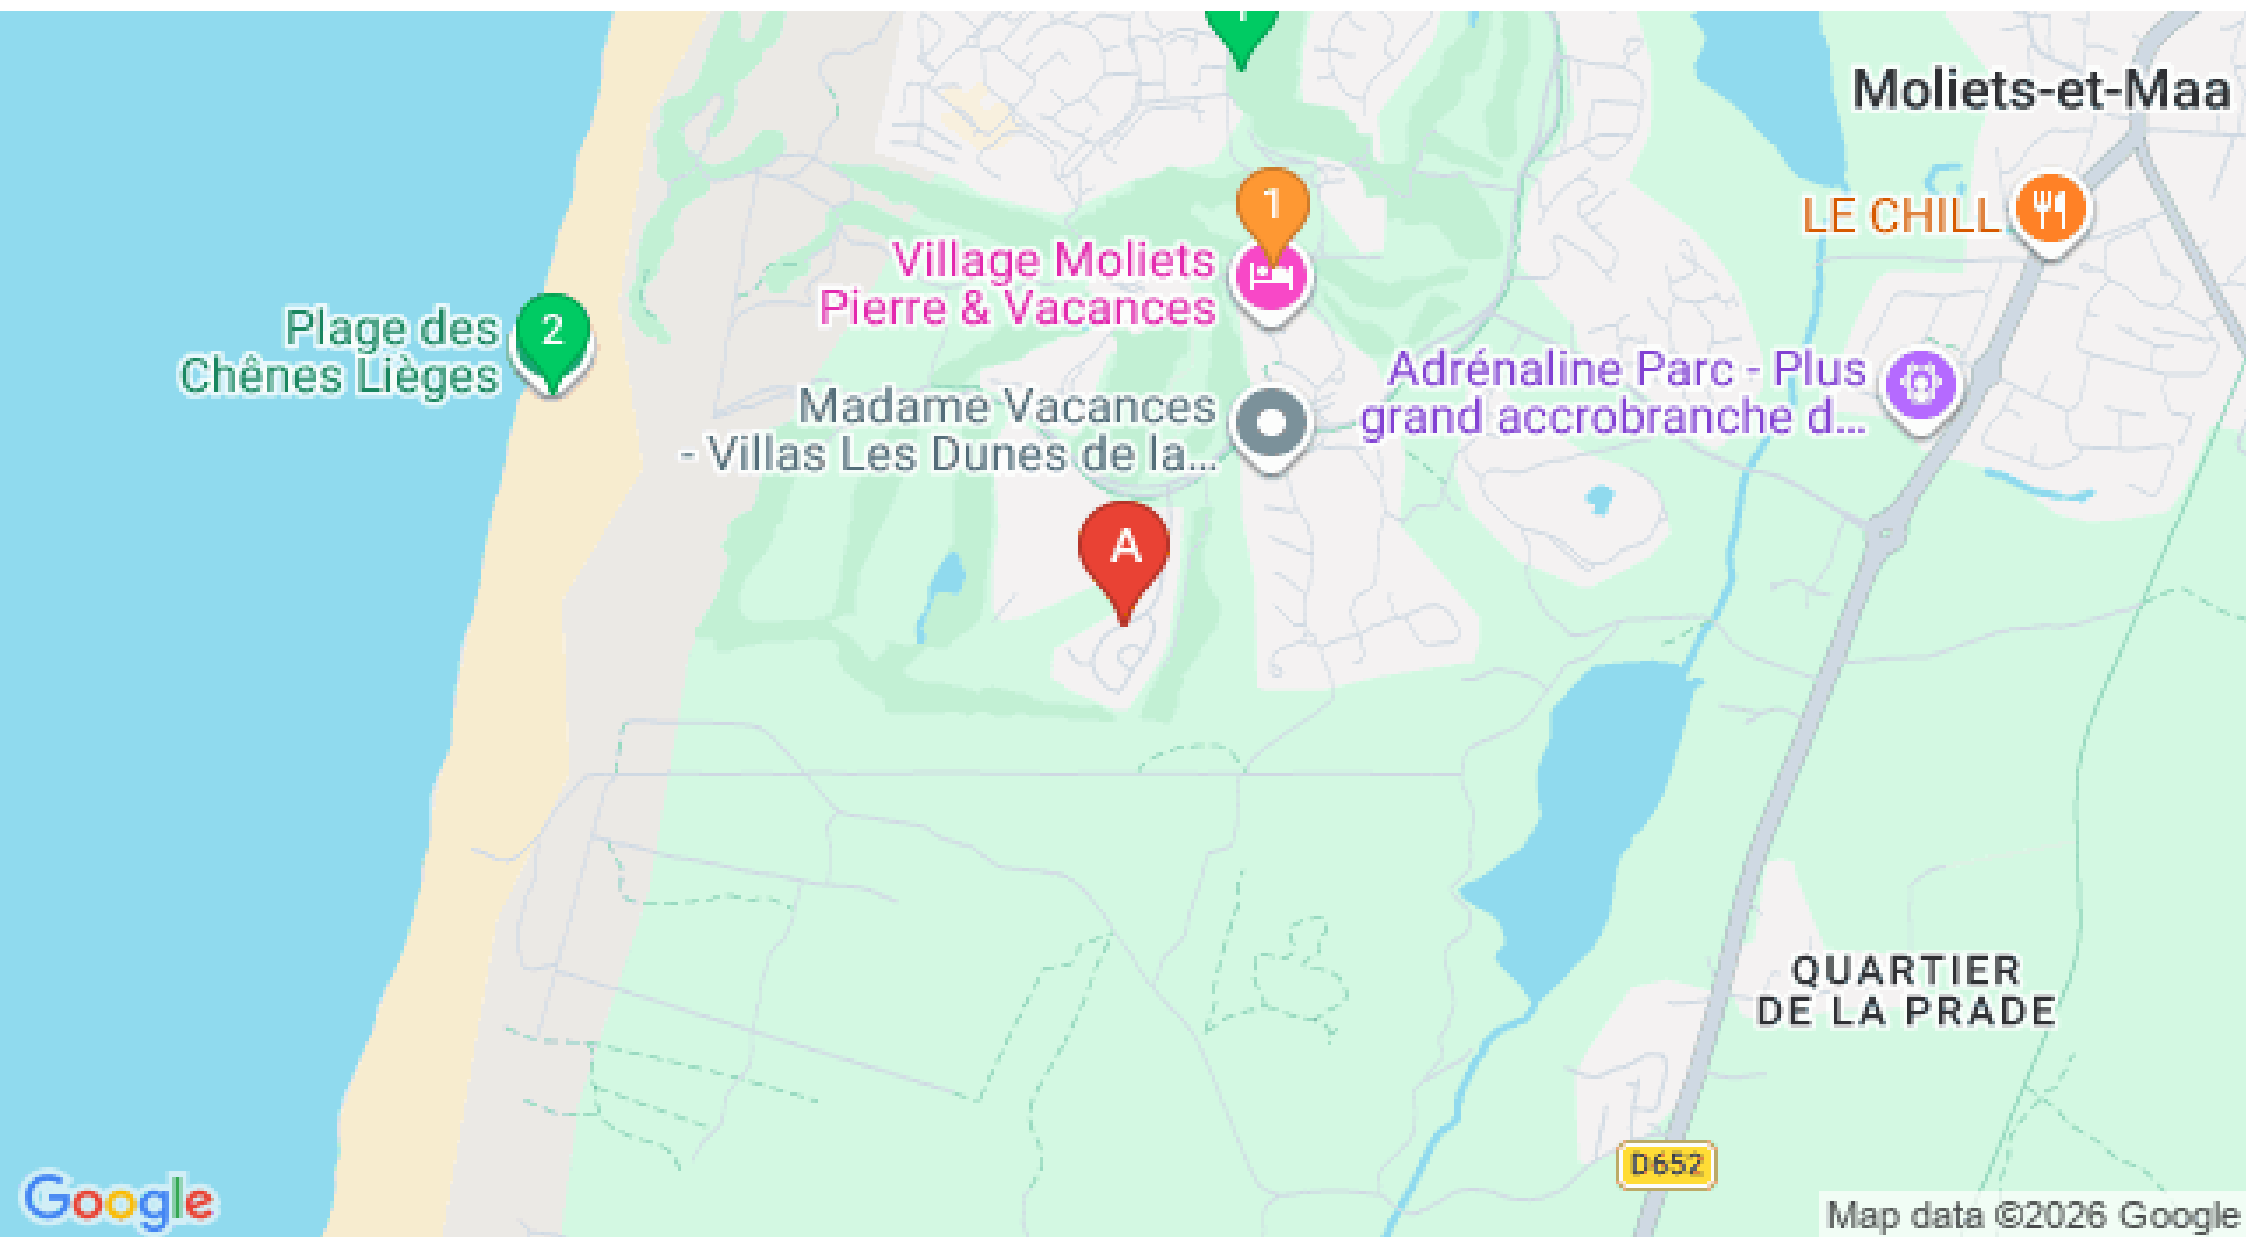 Moliets-et-Maa
1
LE CHILL
Village Moliets
Pierre & Vacances
2
Plage des
Chênes Lièges
Adrénaline Parc - Plus
grand accrobranche d...
Madame Vacances
- Villas Les Dunes de la...
A
QUARTIER
DE LA PRADE
D652
Google
Map data ©2026 Google